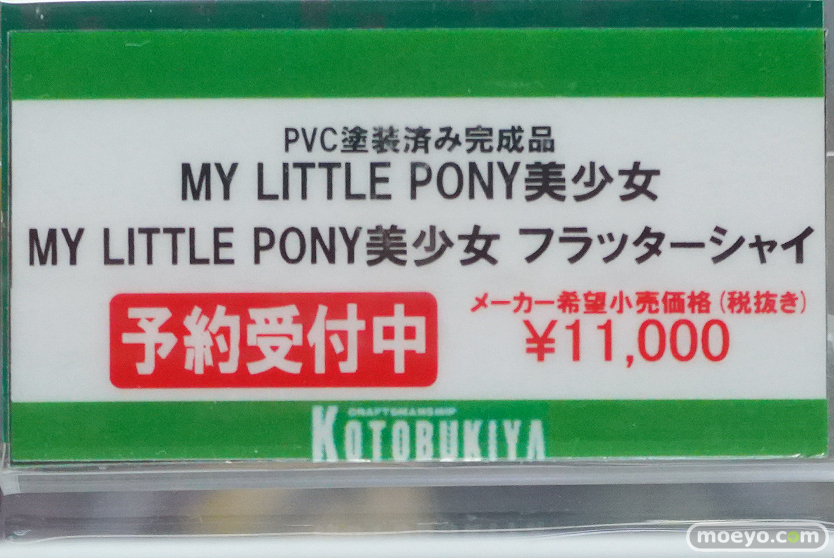 PVC塗装済み完成品
MY LITTLE PONY美少女
MY LITTLE PONY美少女 フラッターシャイ
予約受付中
メーカー希望小売価格(税抜き)
¥11,000
CRAFTSMANSHIP
KOTOBUKIYA
moeyo.com